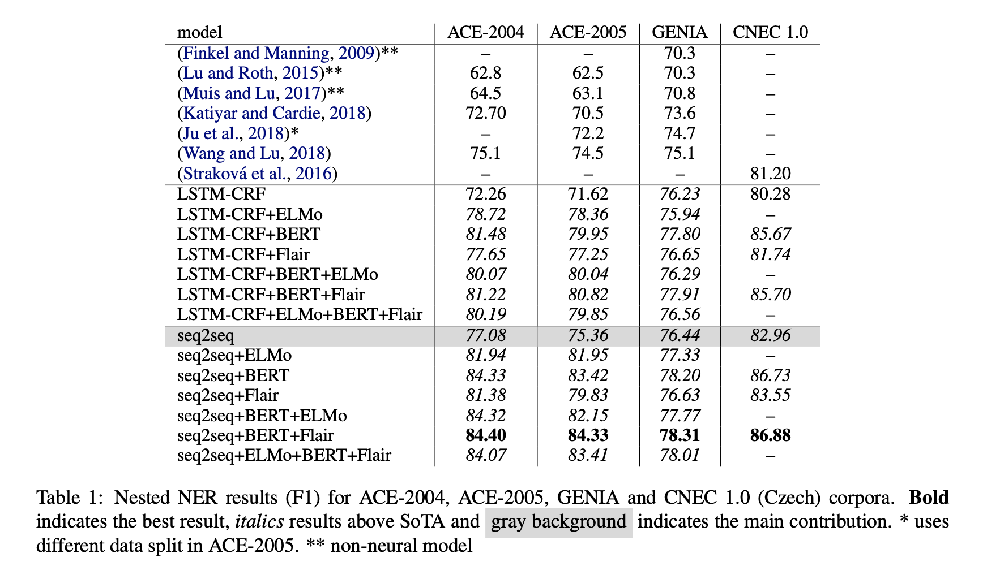 model ACE-2004 ACE-2005 GENIA CNEC 1.0
(Finkel and Manning, 2009)** – – 70.3 –
(Lu and Roth, 2015)** 62.8 62.5 70.3 –
(Muis and Lu, 2017)** 64.5 63.1 70.8 –
(Katiyar and Cardie, 2018) 72.70 70.5 73.6 –
(Ju et al., 2018)* – 72.2 74.7 –
(Wang and Lu, 2018) 75.1 74.5 75.1 –
(Straková et al., 2016) – – – 81.20
LSTM-CRF 72.26 71.62 76.23 80.28
LSTM-CRF+ELMo 78.72 78.36 75.94 –
LSTM-CRF+BERT 81.48 79.95 77.80 85.67
LSTM-CRF+Flair 77.65 77.25 76.65 81.74
LSTM-CRF+BERT+ELMo 80.07 80.04 76.29 –
LSTM-CRF+BERT+Flair 81.22 80.82 77.91 85.70
LSTM-CRF+ELMo+BERT+Flair 80.19 79.85 76.56 –
seq2seq 77.08 75.36 76.44 82.96
seq2seq+ELMo 81.94 81.95 77.33 –
seq2seq+BERT 84.33 83.42 78.20 86.73
seq2seq+Flair 81.38 79.83 76.63 83.55
seq2seq+BERT+ELMo 84.32 82.15 77.77 –
seq2seq+BERT+Flair 84.40 84.33 78.31 86.88
seq2seq+ELMo+BERT+Flair 84.07 83.41 78.01 –
Table 1: Nested NER results (F1) for ACE-2004, ACE-2005, GENIA and CNEC 1.0 (Czech) corpora. Bold
indicates the best result, italics results above SoTA and gray background indicates the main contribution. * uses
different data split in ACE-2005. ** non-neural model